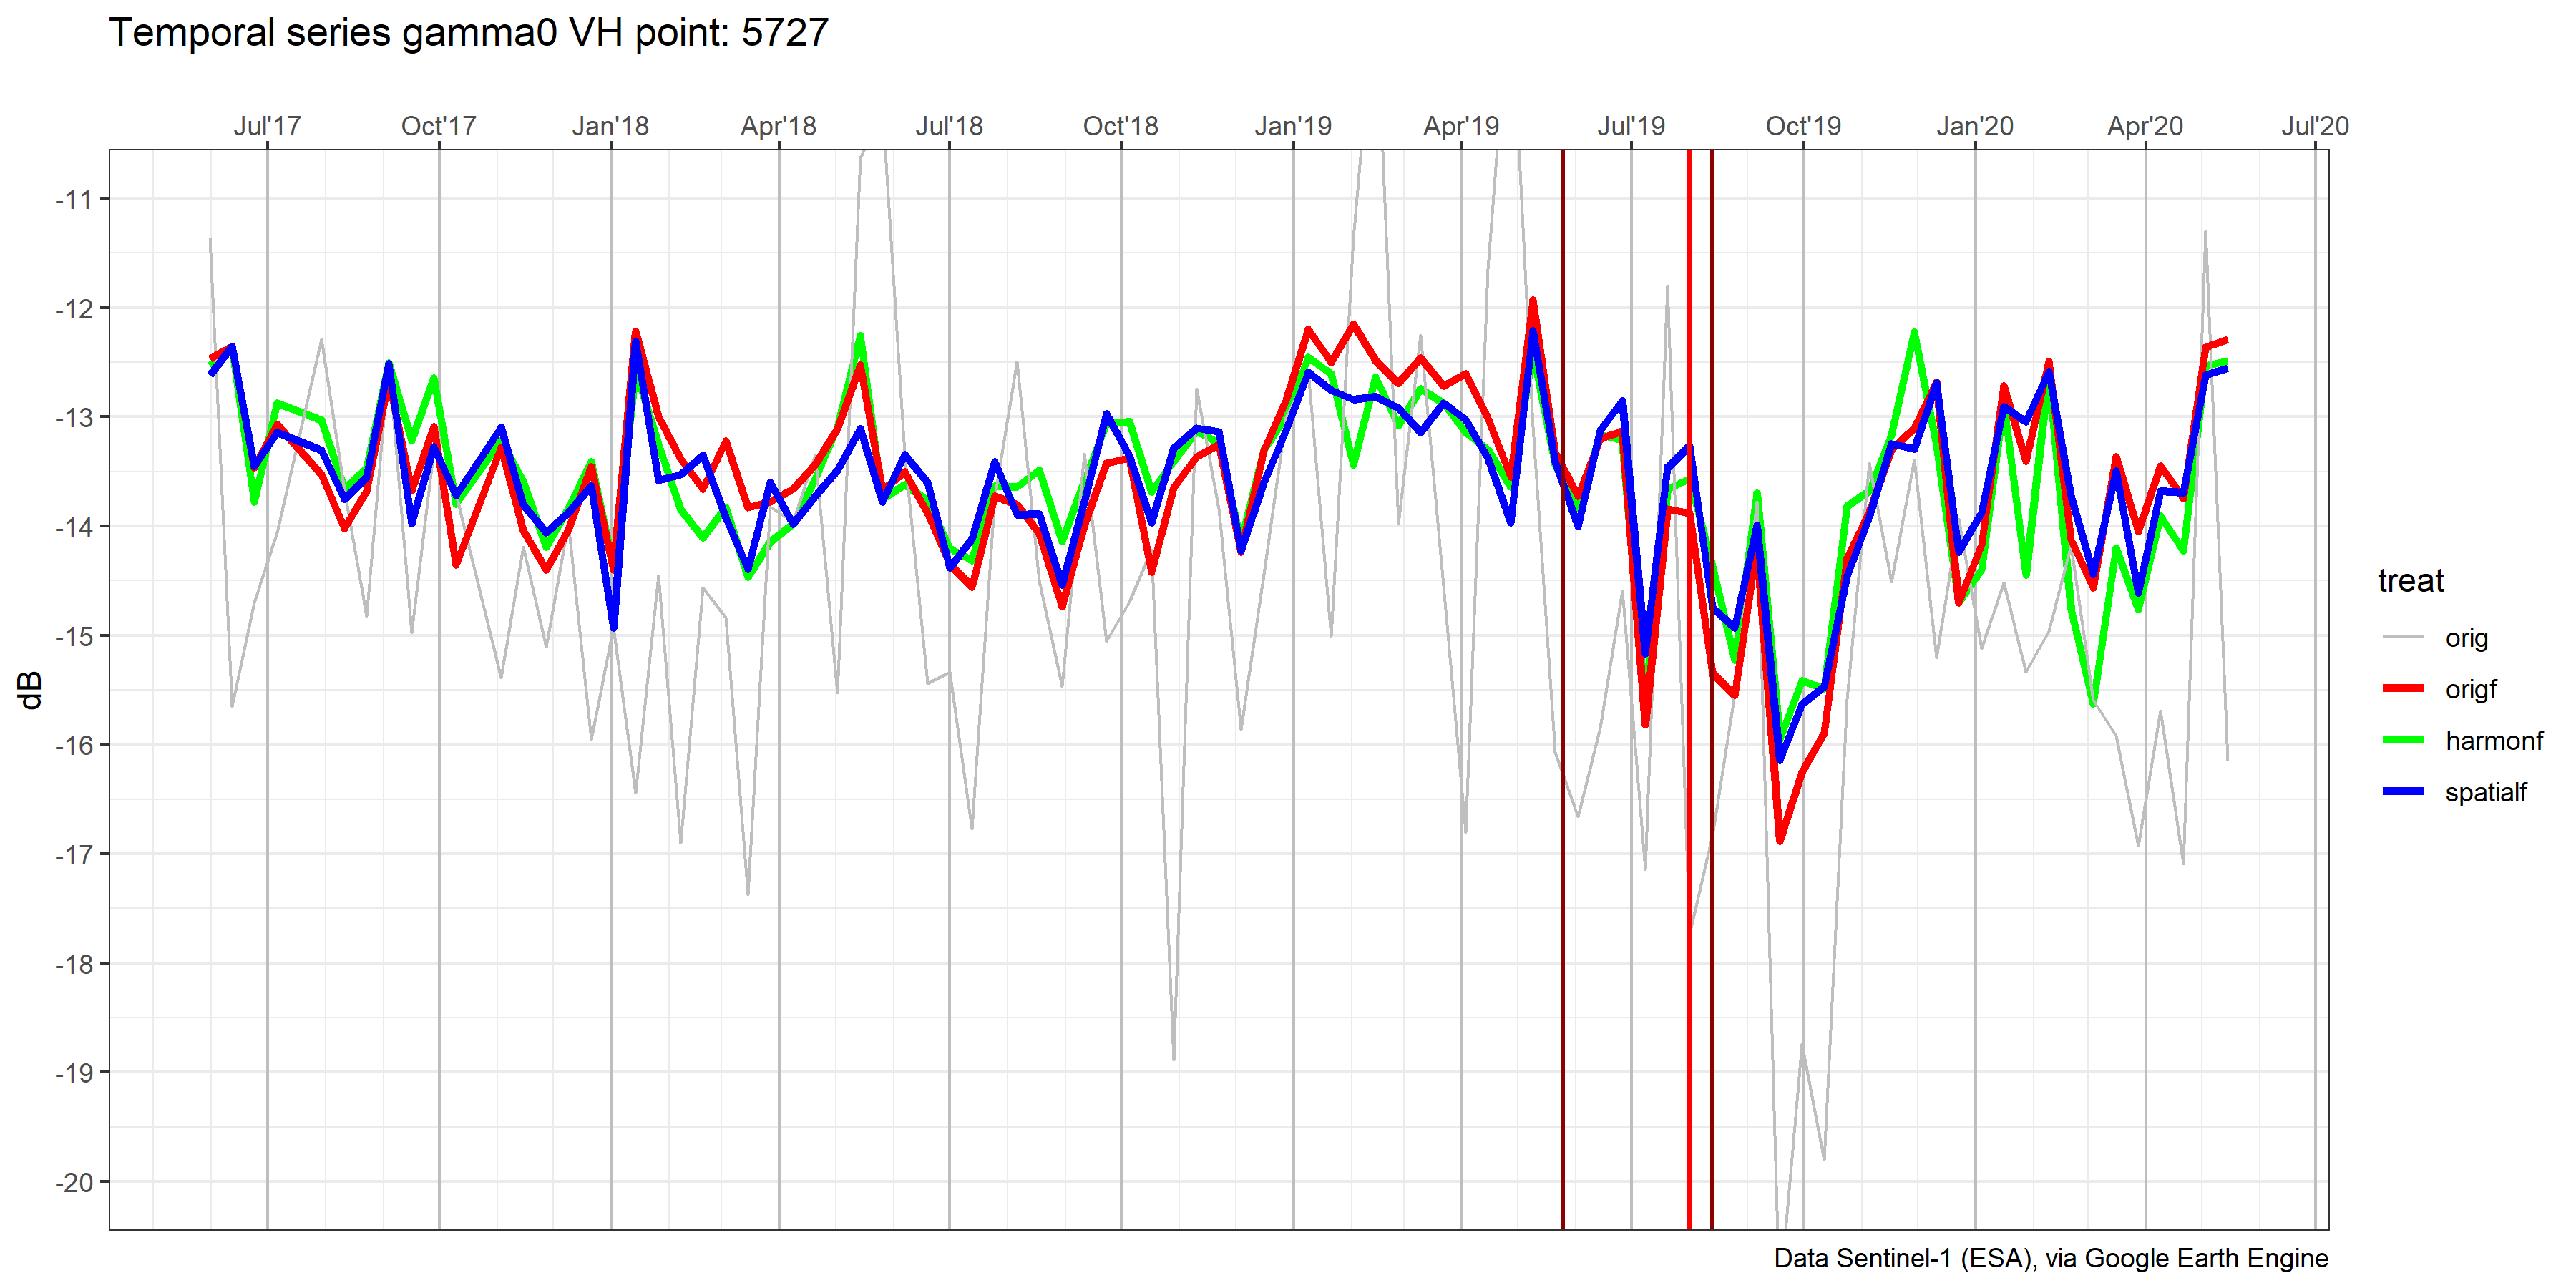 Temporal series gamma0 VH point: 5727
Jul'17 Oct'17 Jan'18 Apr'18 Jul'18 Oct'18 Jan'19 Apr'19 Jul'19 Oct'19 Jan'20 Apr'20 Jul'20
-11
-12
-13
-14
-15
-16
-17
-18
-19
-20
dB
treat
orig
origf
harmonf
spatialf
Data Sentinel-1 (ESA), via Google Earth Engine